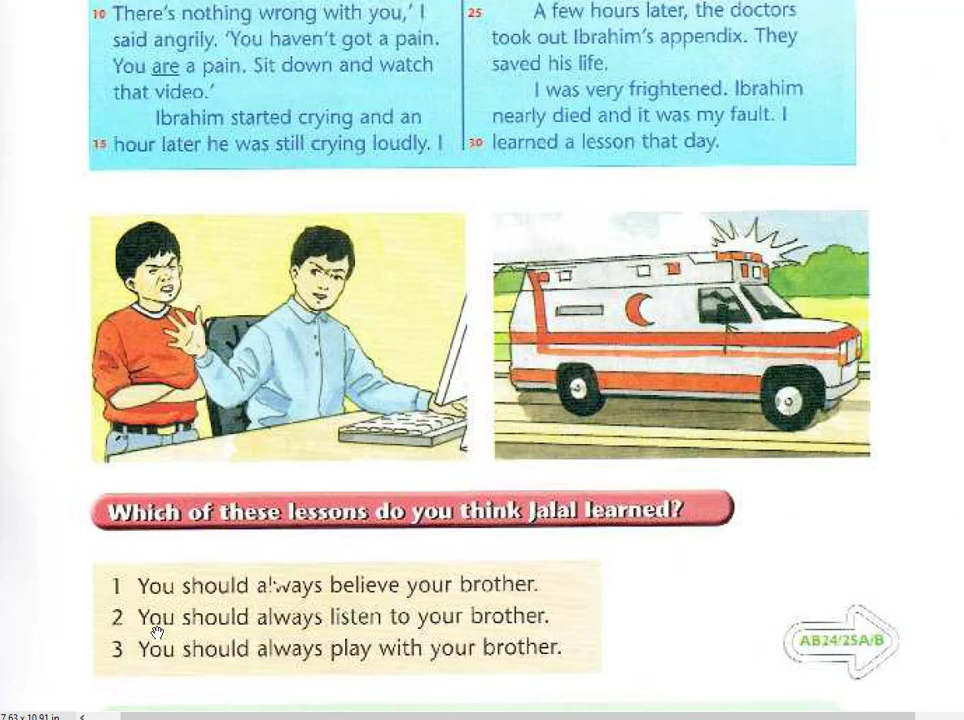 10 There's nothing wrong with you,' I
said angrily. 'You haven't got a pain.
You are a pain. Sit down and watch
that video.'
Ibrahim started crying and an
15 hour later he was still crying loudly. I
25 A few hours later, the doctors
took out Ibrahim's appendix. They
saved his life.
I was very frightened. Ibrahim
nearly died and it was my fault. I
30 learned a lesson that day.
Which of these lessons do you think Jalal learned?
1 You should always believe your brother.
2 You should always listen to your brother.
3 You should always play with your brother.
AB24/25A/B
7.63 x 10.91 in